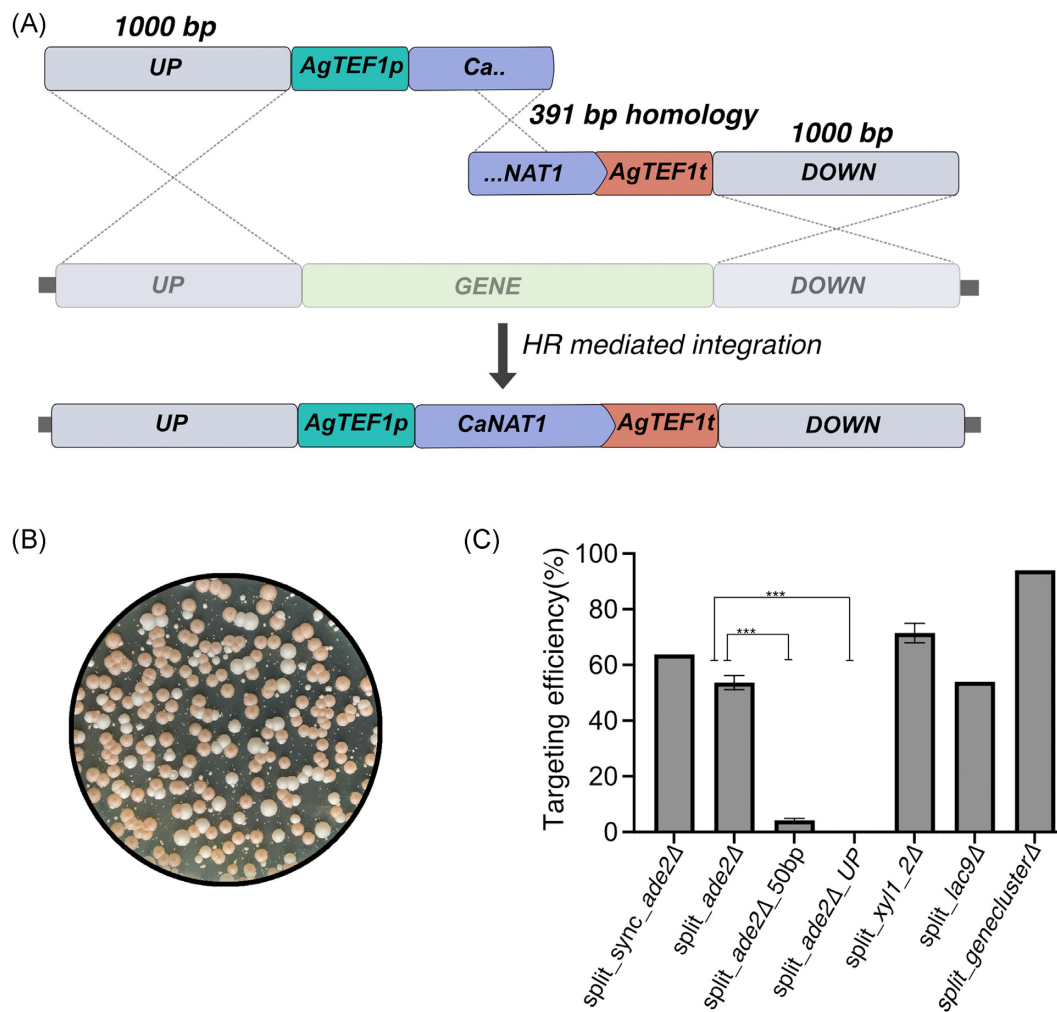 (A)
1000 bp
UP
AgTEF1p
Ca..
391 bp homology
1000 bp
...NAT1
AgTEF1t
DOWN
UP
GENE
DOWN
HR mediated integration
UP
AgTEF1p
CaNAT1
AgTEF1t
DOWN
(B)
(C)
Targeting efficiency(%)
100
80
60
40
20
0
***
***
split_sync_ade2Δ
split_ade2Δ
split_ade2Δ_50bp
split_ade2Δ_UP
split_xyl1_2Δ
split_lac9Δ
split_geneclusterΔ